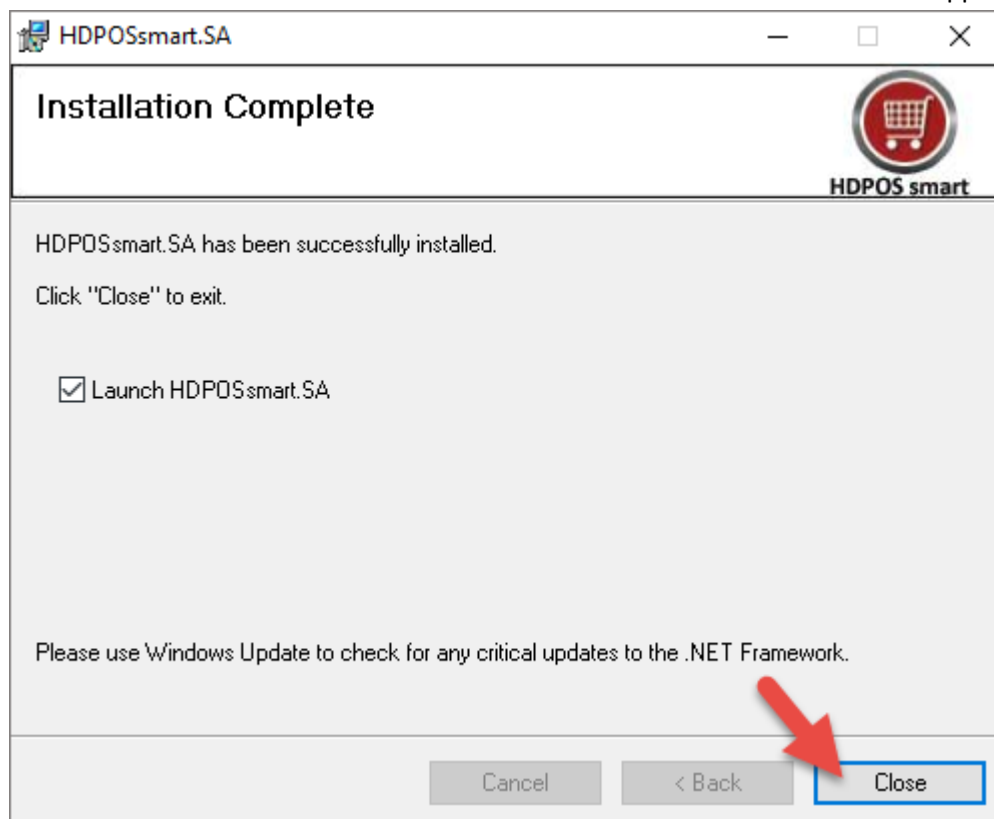 HDPOSsmart.SA
Installation Complete
HDPOS smart
HDPOSsmart.SA has been successfully installed.
Click "Close" to exit.
Launch HDPOSsmart.SA
Please use Windows Update to check for any critical updates to the .NET Framework.
Cancel
< Back
Close